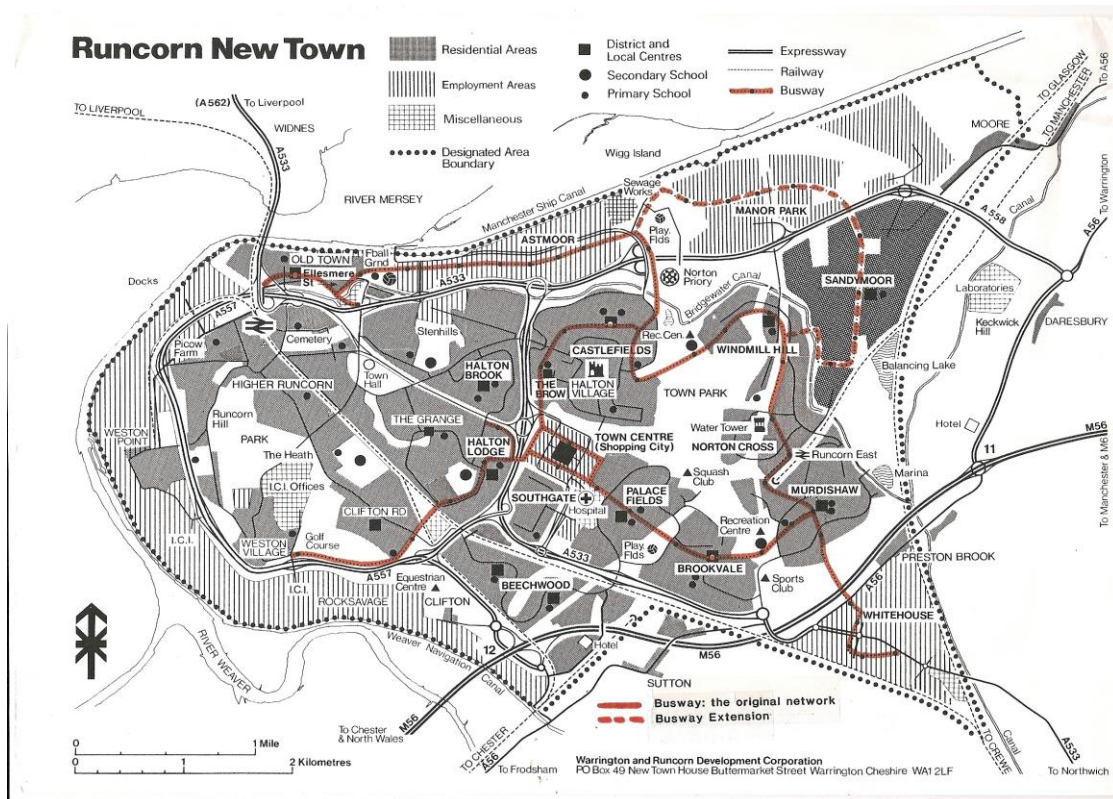 Runcorn New Town
Residential Areas
Employment Areas
Miscellaneous
Designated Area
Boundary
District and
Local Centres
Secondary School
Primary School
Expressway
Railway
Busway
TO LIVERPOOL
(A562)
To Liverpool
WIDNES
A533
RIVER MERSEY
Manchester Ship Canal
Wigg Island
Sewage
Works
TO GLASGOW
TO MANCHESTER
To A56
MOORE
To Warrington
A558
A56
Canal
MANOR PARK
ASTMOOR
Play.
Flds
Norton
Priory
Bridgewater Canal
SANDYMOOR
Laboratories
Keckwick
Hill
DARESBURY
Balancing Lake
Docks
OLD TOWN
Fball
Grnd
Ellesmere
St
A533
A557
Picow
Farm
Cemetery
Stenhills
Town
Hall
HALTON
BROOK
CASTLEFIELDS
THE
BROW
HALTON
VILLAGE
Rec.Cen.
WINDMILL HILL
TOWN PARK
HIGHER RUNCORN
Runcorn
Hill
PARK
The Heath
I.C.I. Offices
WESTON
POINT
THE GRANGE
HALTON
LODGE
TOWN CENTRE
(Shopping City)
Water Tower
NORTON CROSS
Runcorn East
Hotel
11
M56
To Manchester & M6
Marina
Squash
Club
SOUTHGATE
Hospital
PALACE
FIELDS
MURDISHAW
CLIFTON RD
Recreation
Centre
I.C.I.
WESTON
VILLAGE
Golf
Course
A557
I.C.I.
ROCKSAVAGE
Equestrian
Centre
CLIFTON
A533
Play.
Flds
BEECHWOOD
BROOKVALE
Sports
Club
A56
PRESTON BROOK
WHITEHOUSE
RIVER WEAVER
Weaver Navigation
Canal
12
Hotel
M56
SUTTON
Busway: the original network
Busway Extension
M56
To Chester
& North Wales
TO CHESTER
A56
To Frodsham
TO CREWE
Canal
A533
To Northwich
0
1 Mile
0
1
2 Kilometres
Warrington and Runcorn Development Corporation
PO Box 49 New Town House Buttermarket Street Warrington Cheshire WA1 2LF